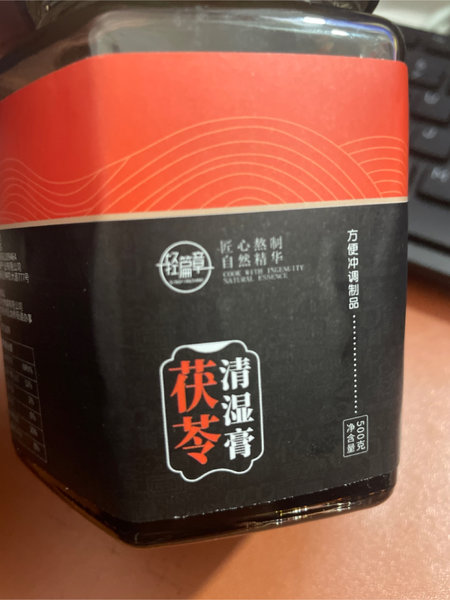 轻篇章
匠心熬制
自然精华
COOK WITH INGENUITY
NATURAL ESSENCE
方便冲调制品
茯苓
清湿膏
500克
净含量